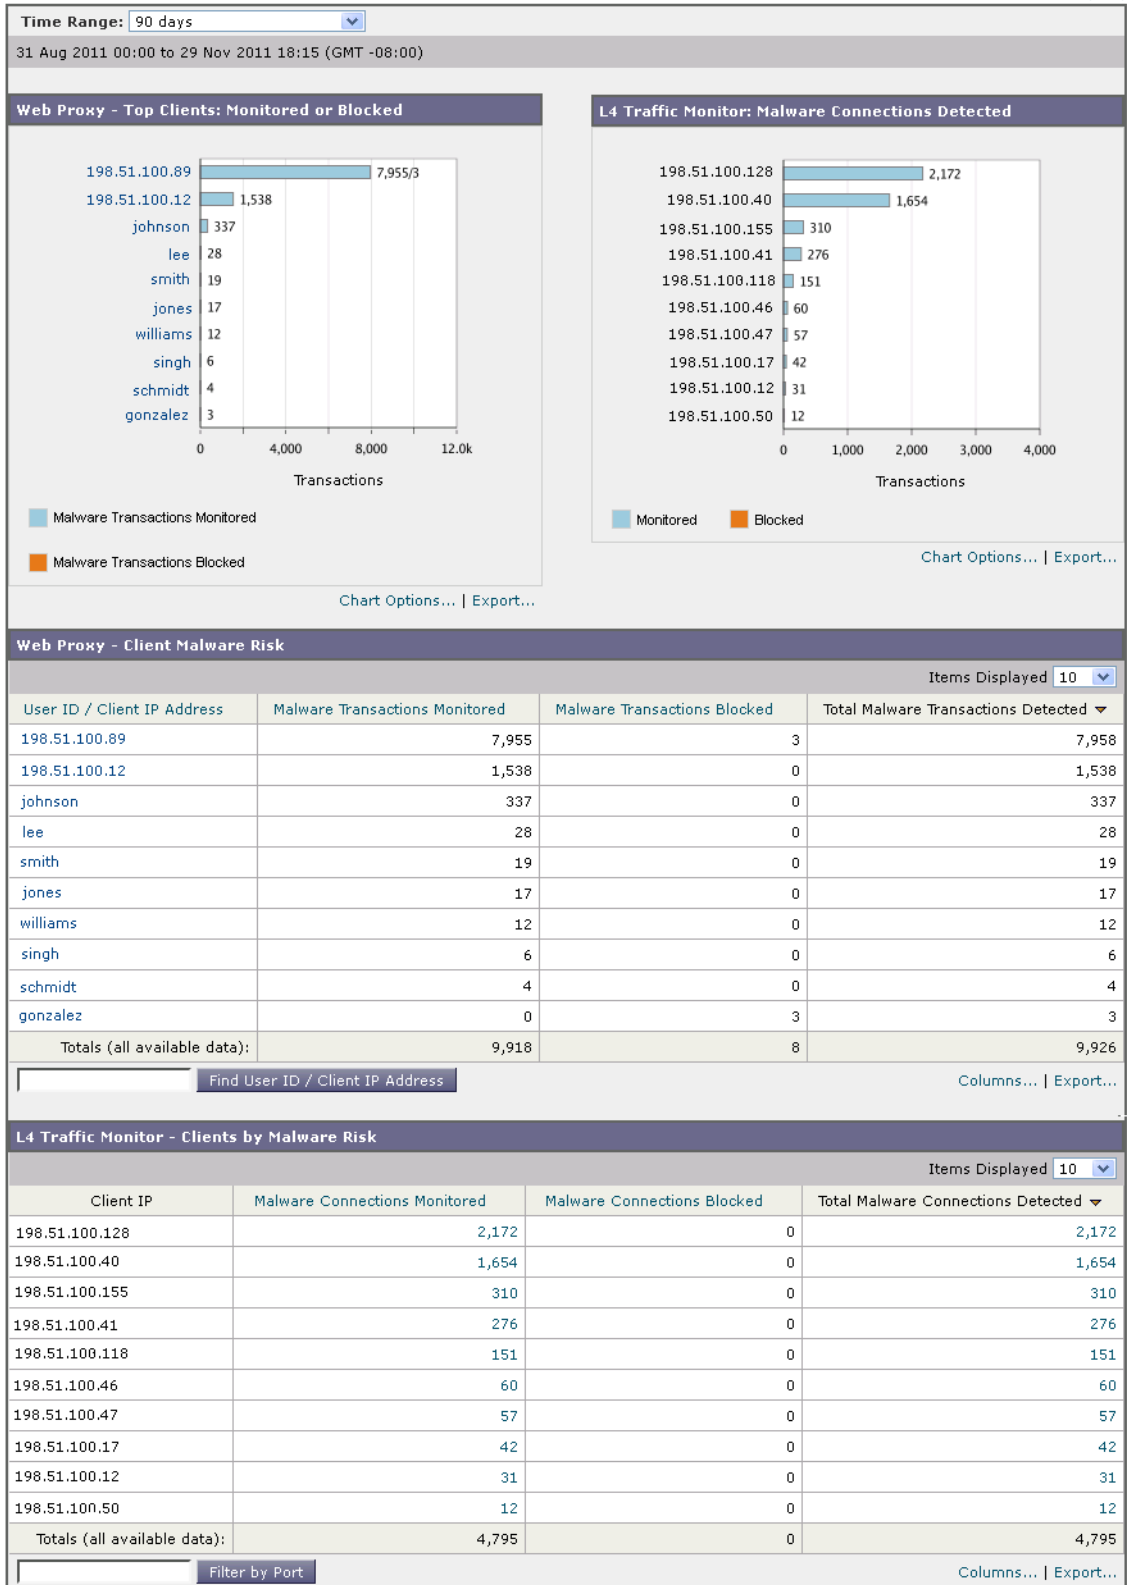 Time Range: 90 days
31 Aug 2011 00:00 to 29 Nov 2011 18:15 (GMT -08:00)
Web Proxy - Top Clients: Monitored or Blocked
198.51.100.89 7,955/3
198.51.100.12 1,538
johnson 337
lee 28
smith 19
jones 17
williams 12
singh 6
schmidt 4
gonzalez 3
0 4,000 8,000 12.0k
Transactions
Malware Transactions Monitored
Malware Transactions Blocked
Chart Options... | Export...
L4 Traffic Monitor: Malware Connections Detected
198.51.100.128 2,172
198.51.100.40 1,654
198.51.100.155 310
198.51.100.41 276
198.51.100.118 151
198.51.100.46 60
198.51.100.47 57
198.51.100.17 42
198.51.100.12 31
198.51.100.50 12
0 1,000 2,000 3,000 4,000
Transactions
Monitored Blocked
Chart Options... | Export...
Web Proxy - Client Malware Risk
Items Displayed 10
User ID / Client IP Address Malware Transactions Monitored Malware Transactions Blocked Total Malware Transactions Detected
198.51.100.89 7,955 3 7,958
198.51.100.12 1,538 0 1,538
johnson 337 0 337
lee 28 0 28
smith 19 0 19
jones 17 0 17
williams 12 0 12
singh 6 0 6
schmidt 4 0 4
gonzalez 0 3 3
Totals (all available data): 9,918 8 9,926
Find User ID / Client IP Address
Columns... | Export...
L4 Traffic Monitor - Clients by Malware Risk
Items Displayed 10
Client IP Malware Connections Monitored Malware Connections Blocked Total Malware Connections Detected
198.51.100.128 2,172 0 2,172
198.51.100.40 1,654 0 1,654
198.51.100.155 310 0 310
198.51.100.41 276 0 276
198.51.100.118 151 0 151
198.51.100.46 60 0 60
198.51.100.47 57 0 57
198.51.100.17 42 0 42
198.51.100.12 31 0 31
198.51.100.50 12 0 12
Totals (all available data): 4,795 0 4,795
Filter by Port
Columns... | Export...